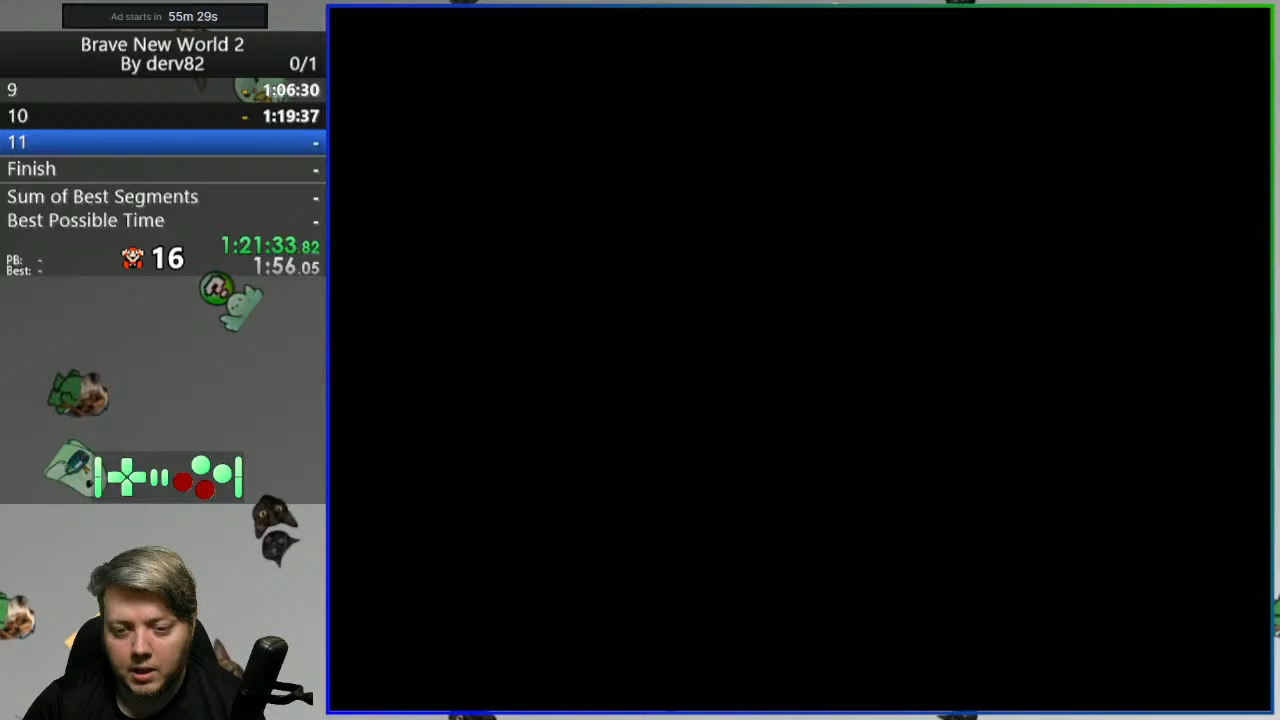 Ad starts in 55m 29s
Brave New World 2
By derv82 0/1
9 1:06:30
10 - 1:19:37
11 -
Finish -
Sum of Best Segments -
Best Possible Time -
PB: - 16 1:21:33.82
Best: - 1:56.05